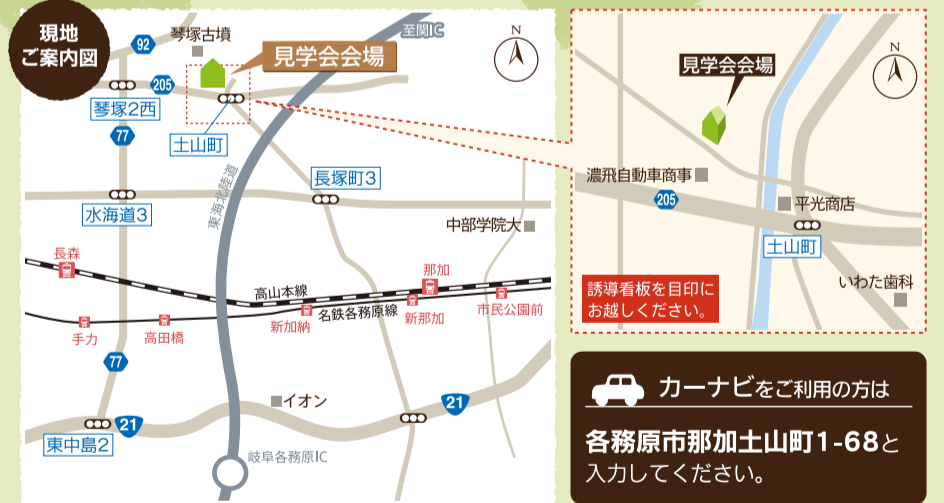 現地
ご案内図
琴塚古墳
92
見学会会場
至関IC
N
205
琴塚2西
77
土山町
長塚町3
水海道3
東海北陸道
中部学院大
長森
高山本線
那加
名鉄各務原線
新加納
新那加
市民公園前
手力
高田橋
77
イオン
21
21
東中島2
岐阜各務原IC
N
見学会会場
濃飛自動車商事
205
平光商店
土山町
いわた歯科
誘導看板を目印に
お越しください。
カーナビをご利用の方は
各務原市那加土山町1-68と
入力してください。